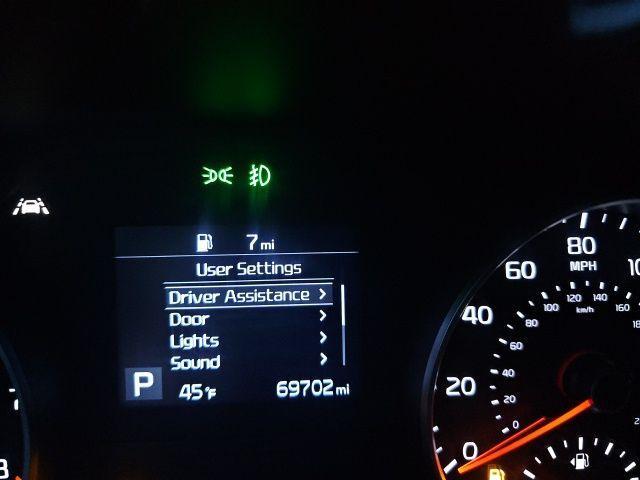 7 mi
User Settings
Driver Assistance >
Door >
Lights >
Sound >
P 45°F 69702 mi
80
MPH
60
40
20
0
120 140
km/h
100
80
60
40
20
0